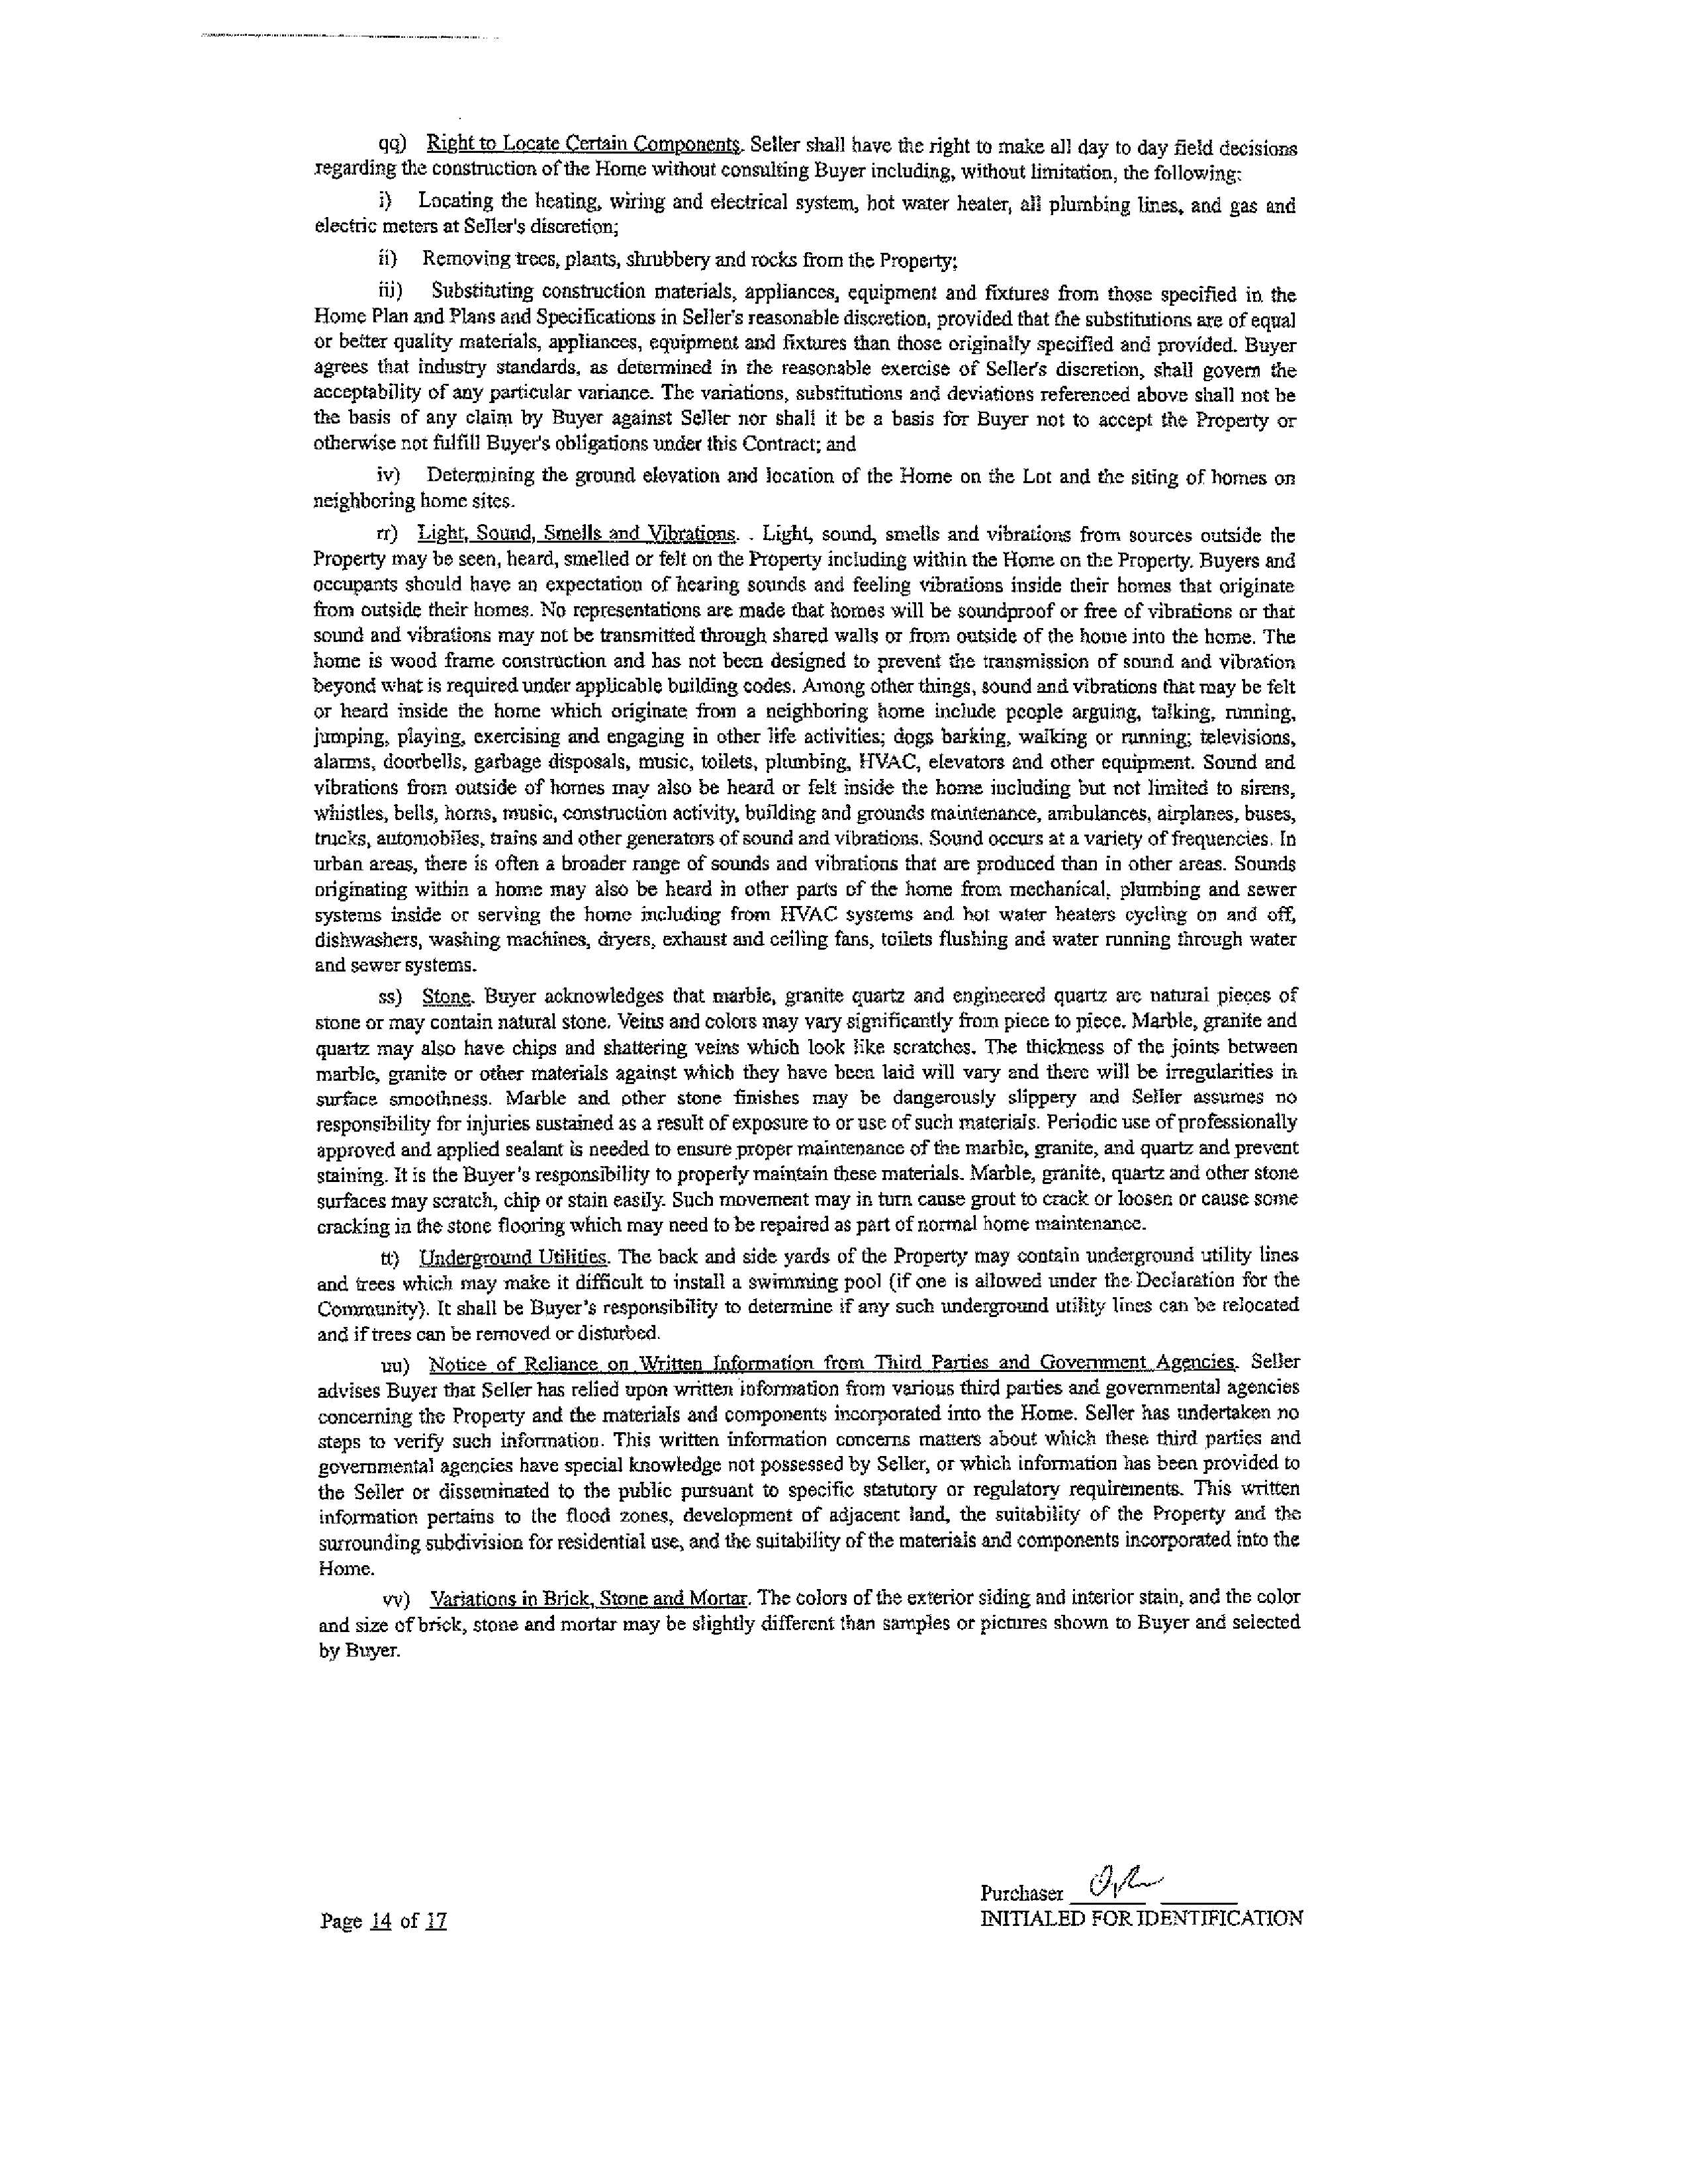 qq) Right to Locate Certain Components. Seller shall have the right to make all day to day field decisions
regarding the construction of the Home without consulting Buyer including, without limitation, the following:
i) Locating the heating, wiring and electrical system, hot water heater, all plumbing lines, and gas and
electric meters at Seller's discretion;
ii) Removing trees, plants, shrubbery and rocks from the Property;
iii) Substituting construction materials, appliances, equipment and fixtures from those specified in the
Home Plan and Plans and Specifications in Seller's reasonable discretion, provided that the substitutions are of equal
or better quality materials, appliances, equipment and fixtures than those originally specified and provided. Buyer
agrees that industry standards, as determined in the reasonable exercise of Seller's discretion, shall govern the
acceptability of any particular variance. The variations, substitutions and deviations referenced above shall not be
the basis of any claim by Buyer against Seller nor shall it be a basis for Buyer not to accept the Property or
otherwise not fulfill Buyer's obligations under this Contract; and
iv) Determining the ground elevation and location of the Home on the Lot and the siting of homes on
neighboring home sites.
rr) Light, Sound, Smells and Vibrations. . Light, sound, smells and vibrations from sources outside the
Property may be seen, heard, smelled or felt on the Property including within the Home on the Property. Buyers and
occupants should have an expectation of hearing sounds and feeling vibrations inside their homes that originate
from outside their homes. No representations are made that homes will be soundproof or free of vibrations or that
sound and vibrations may not be transmitted through shared walls or from outside of the home into the home. The
home is wood frame construction and has not been designed to prevent the transmission of sound and vibration
beyond what is required under applicable building codes. Among other things, sound and vibrations that may be felt
or heard inside the home which originate from a neighboring home include people arguing, talking, running,
jumping, playing, exercising and engaging in other life activities; dogs barking, walking or running; televisions,
alarms, doorbells, garbage disposals, music, toilets, plumbing, HVAC, elevators and other equipment. Sound and
vibrations from outside of homes may also be heard or felt inside the home including but not limited to sirens,
whistles, bells, horns, music, construction activity, building and grounds maintenance, ambulances, airplanes, buses,
trucks, automobiles, trains and other generators of sound and vibrations. Sound occurs at a variety of frequencies. In
urban areas, there is often a broader range of sounds and vibrations that are produced than in other areas. Sounds
originating within a home may also be heard in other parts of the home from mechanical, plumbing and sewer
systems inside or serving the home including from HVAC systems and hot water heaters cycling on and off,
dishwashers, washing machines, dryers, exhaust and ceiling fans, toilets flushing and water running through water
and sewer systems.
ss) Stone. Buyer acknowledges that marble, granite quartz and engineered quartz are natural pieces of
stone or may contain natural stone. Veins and colors may vary significantly from piece to piece. Marble, granite and
quartz may also have chips and shattering veins which look like scratches. The thickness of the joints between
marble, granite or other materials against which they have been laid will vary and there will be irregularities in
surface smoothness. Marble and other stone finishes may be dangerously slippery and Seller assumes no
responsibility for injuries sustained as a result of exposure to or use of such materials. Periodic use of professionally
approved and applied sealant is needed to ensure proper maintenance of the marble, granite, and quartz and prevent
staining. It is the Buyer's responsibility to properly maintain these materials. Marble, granite, quartz and other stone
surfaces may scratch, chip or stain easily. Such movement may in turn cause grout to crack or loosen or cause some
cracking in the stone flooring which may need to be repaired as part of normal home maintenance.
tt) Underground Utilities. The back and side yards of the Property may contain underground utility lines
and trees which may make it difficult to install a swimming pool (if one is allowed under the Declaration for the
Community). It shall be Buyer's responsibility to determine if any such underground utility lines can be relocated
and if trees can be removed or disturbed.
uu) Notice of Reliance on Written Information from Third Parties and Government Agencies. Seller
advises Buyer that Seller has relied upon written information from various third parties and governmental agencies
concerning the Property and the materials and components incorporated into the Home. Seller has undertaken no
steps to verify such information. This written information concerns matters about which these third parties and
governmental agencies have special knowledge not possessed by Seller, or which information has been provided to
the Seller or disseminated to the public pursuant to specific statutory or regulatory requirements. This written
information pertains to the flood zones, development of adjacent land, the suitability of the Property and the
surrounding subdivision for residential use, and the suitability of the materials and components incorporated into the
Home.
vv) Variations in Brick, Stone and Mortar. The colors of the exterior siding and interior stain, and the color
and size of brick, stone and mortar may be slightly different than samples or pictures shown to Buyer and selected
by Buyer.
Purchaser
Page 14 of 17
INITIALED FOR IDENTIFICATION